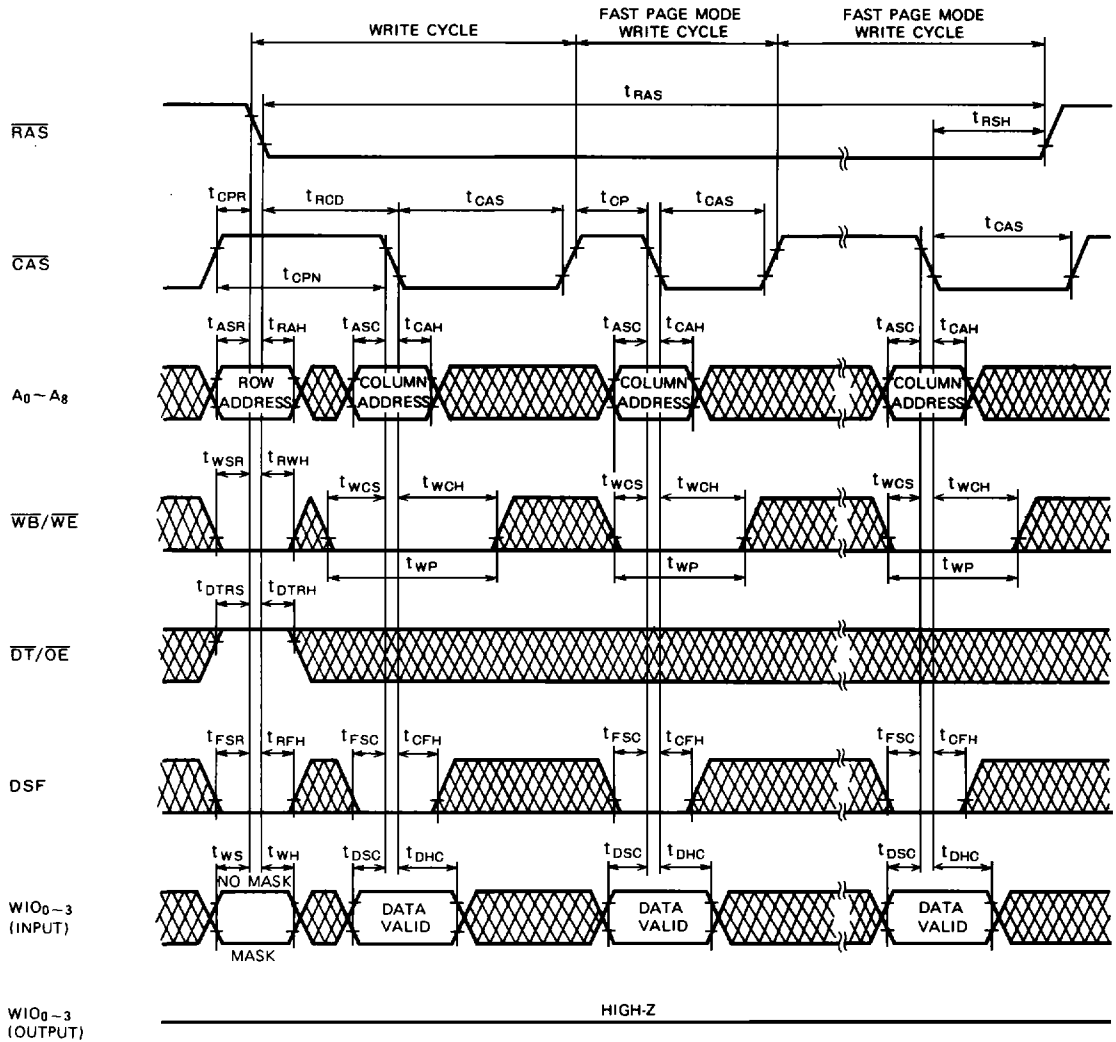 WRITE CYCLE
FAST PAGE MODE
WRITE CYCLE
FAST PAGE MODE
WRITE CYCLE
tRAS
RAS
tRSH
tCPR
tRCD
tCAS
tCP
tCAS
tCAS
CAS
tCPN
tASR
tRAH
tASC
tCAH
tASC
tCAH
tASC
tCAH
A0~A8
ROW
ADDRESS
COLUMN
ADDRESS
COLUMN
ADDRESS
COLUMN
ADDRESS
tWSR
tRWH
tWCS
tWCH
tWCS
tWCH
tWCS
tWCH
WB/WE
tWP
tWP
tWP
tDTRS
tDTRH
DT/OE
tFSR
tRFH
tFSC
tCFH
tFSC
tCFH
tFSC
tCFH
DSF
tWS
tWH
tDSC
tDHC
tDSC
tDHC
tDSC
tDHC
NO MASK
WIO0~3
(INPUT)
DATA
VALID
DATA
VALID
DATA
VALID
MASK
WIO0~3
(OUTPUT)
HIGH-Z